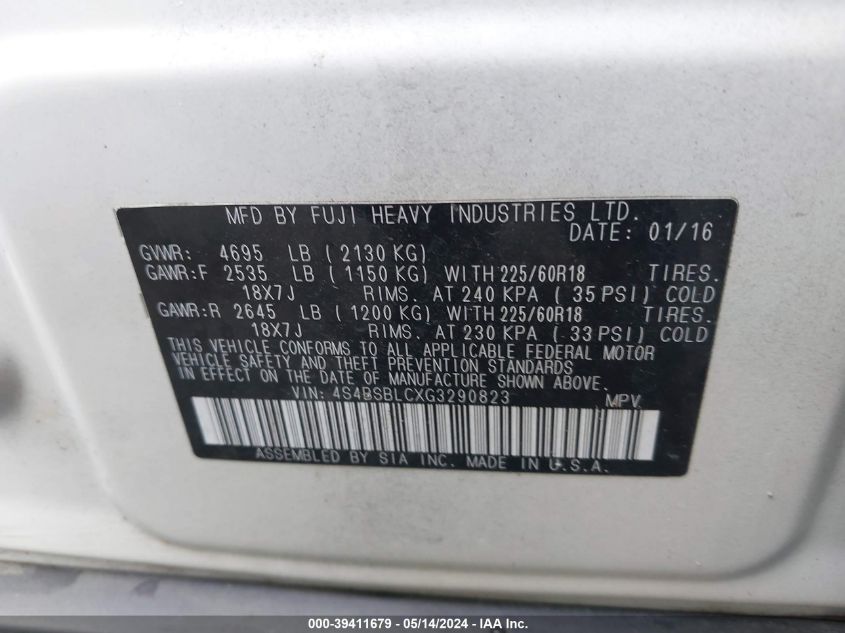 MFD BY FUJI HEAVY INDUSTRIES LTD.
DATE: 01/16
GVWR: 4695 LB ( 2130 KG)
GAWR:F 2535 LB ( 1150 KG) WITH 225/60R18 TIRES.
18X7J RIMS. AT 240 KPA ( 35 PSI) COLD
GAWR:R 2645 LB ( 1200 KG) WITH 225/60R18 TIRES.
18X7J RIMS. AT 230 KPA ( 33 PSI) COLD
THIS VEHICLE CONFORMS TO ALL APPLICABLE FEDERAL MOTOR
VEHICLE SAFETY AND THEFT PREVENTION STANDARDS
IN EFFECT ON THE DATE OF MANUFACTURE SHOWN ABOVE.
VIN: 4S4BSBLCXG3290823 MPV
ASSEMBLED BY SIA INC. MADE IN U.S.A.
000-39411679 - 05/14/2024 - IAA Inc.